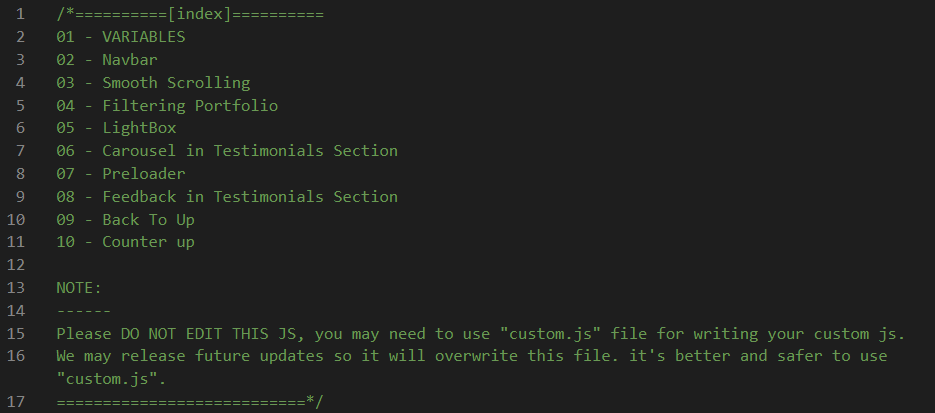 1 /*==========[index]==========
2 01 - VARIABLES
3 02 - Navbar
4 03 - Smooth Scrolling
5 04 - Filtering Portfolio
6 05 - LightBox
7 06 - Carousel in Testimonials Section
8 07 - Preloader
9 08 - Feedback in Testimonials Section
10 09 - Back To Up
11 10 - Counter up
12
13 NOTE:
14 ------
15 Please DO NOT EDIT THIS JS, you may need to use "custom.js" file for writing your custom js.
16 We may release future updates so it will overwrite this file. it's better and safer to use
"custom.js".
17 ===========================*/